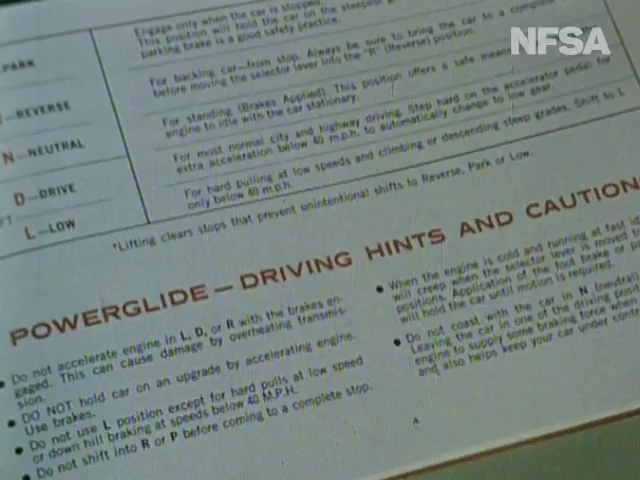 NFSA
Engage only when the car is stopped.
This position will hold the car on the steepest
parking brake is a good safety practice.
PARK
For backing car—from stop. Always be sure to bring the car to a complete
before moving the selector lever into the "R" (Reverse) position.
—REVERSE
For standing (Brakes Applied). This position offers a safe means
engine to idle with the car stationary.
N—NEUTRAL
For most normal city and highway driving. Step hard on the accelerator pedal for
extra acceleration below 40 m.p.h. to automatically change to low gear.
D—DRIVE
For hard pulling at low speeds and climbing or descending steep grades. Shift to L
only below 40 m.p.h.
L—LOW
*Lifting clears stops that prevent unintentional shifts to Reverse, Park or Low.
POWERGLIDE—DRIVING HINTS AND CAUTION
• Do not accelerate engine in L, D, or R with the brakes en-
gaged. This can cause damage by overheating transmis-
sion.
• DO NOT hold car on an upgrade by accelerating engine.
Use brakes.
• Do not use L position except for hard pulls at low speed
or down hill braking at speeds below 40 M.P.H.
• Do not shift into R or P before coming to a complete stop.
• When the engine is cold and running at fast
will creep when the selector lever is moved
positions. Application of the foot brake or
will hold the car until motion is required.
• Do not coast with the car in N (neutral
Leaving the car in one of the driving
engine to supply some braking force when
and also helps keep your car under contr